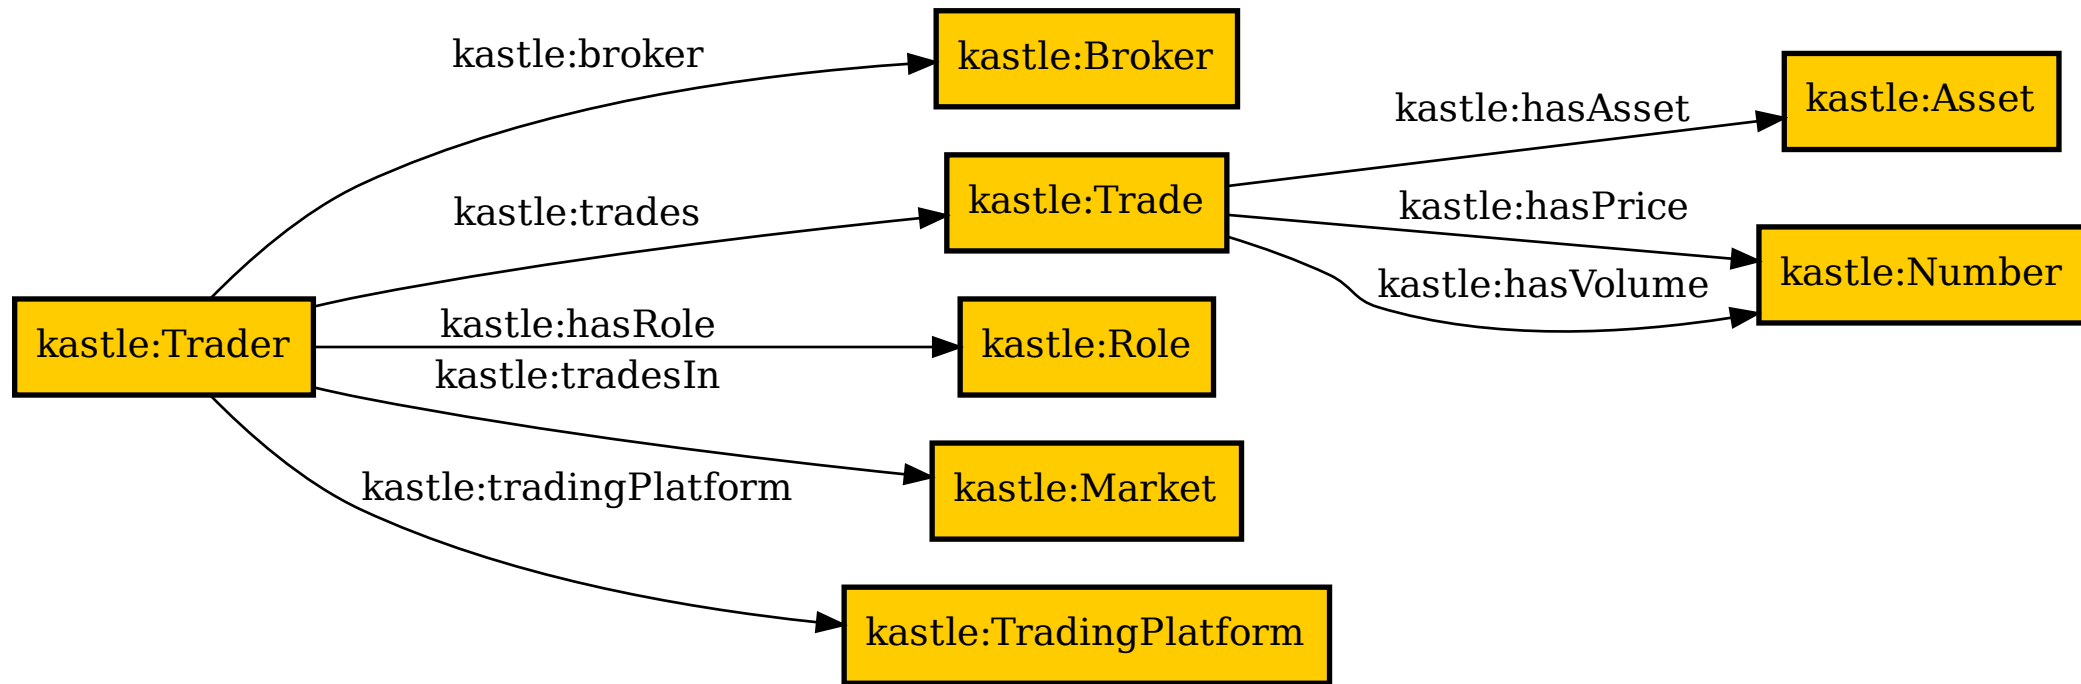 kastle:broker
kastle:Broker
kastle:hasAsset
kastle:Asset
kastle:trades
kastle:Trade
kastle:hasPrice
kastle:Number
kastle:hasVolume
kastle:Trader
kastle:hasRole
kastle:Role
kastle:tradesIn
kastle:Market
kastle:tradingPlatform
kastle:TradingPlatform